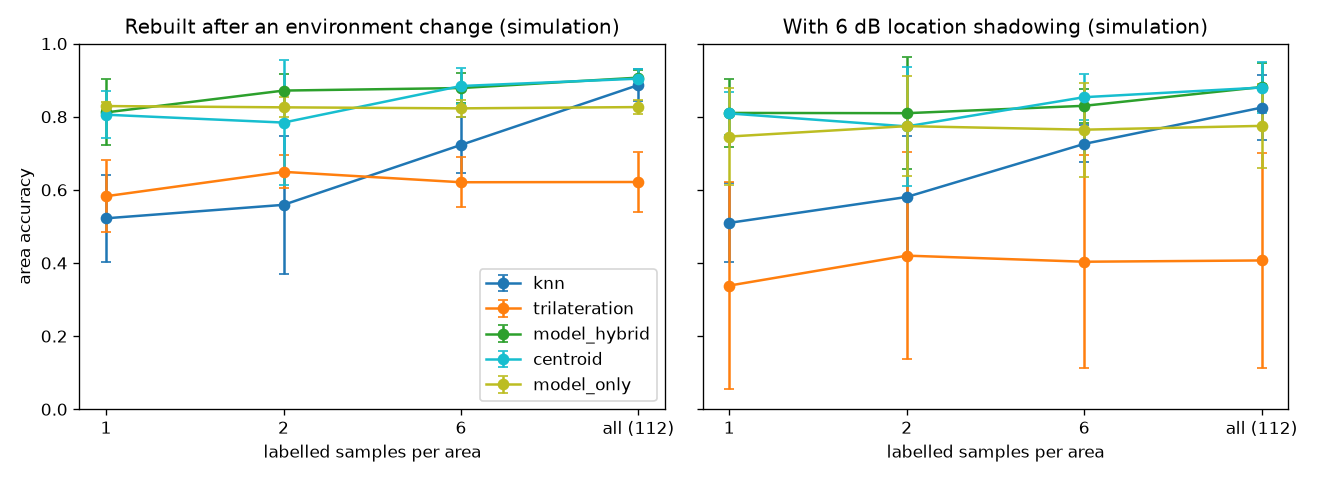 Rebuilt after an environment change (simulation)
With 6 dB location shadowing (simulation)
area accuracy
1.0
0.8
0.6
0.4
0.2
0.0
knn
trilateration
model_hybrid
centroid
model_only
1 2 6 all (112)
1 2 6 all (112)
labelled samples per area
labelled samples per area